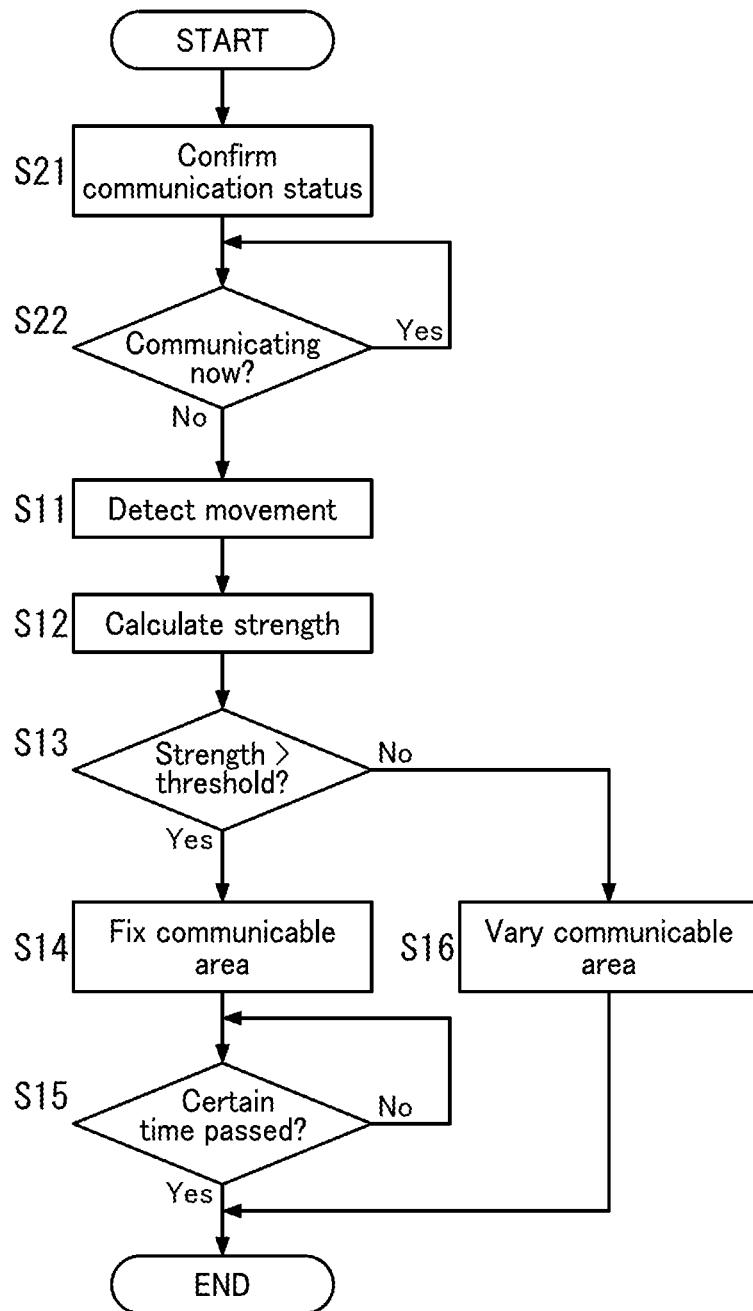 START
S21
Confirm
communication status
S22
Communicating
now?
Yes
No
S11
Detect movement
S12
Calculate strength
S13
Strength >
threshold?
No
Yes
S14
Fix communicable
area
S16
Vary communicable
area
S15
Certain
time passed?
No
Yes
END